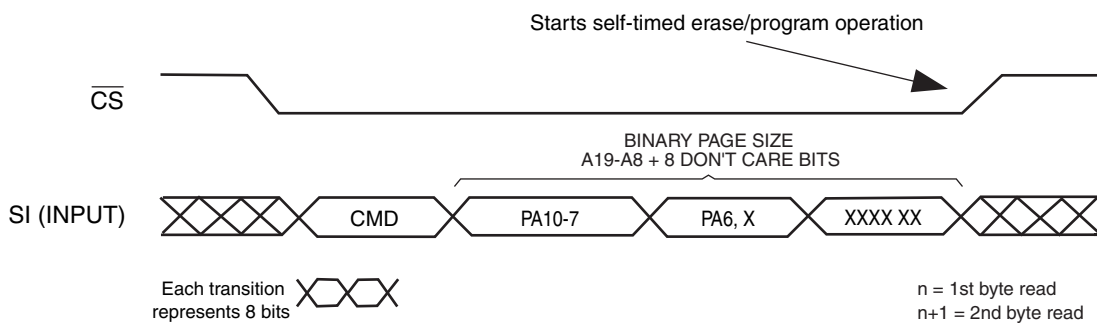 Starts self-timed erase/program operation
CS
BINARY PAGE SIZE
A19-A8 + 8 DON'T CARE BITS
SI (INPUT)
CMD
PA10-7
PA6, X
XXXX XX
Each transition
represents 8 bits
n = 1st byte read
n+1 = 2nd byte read